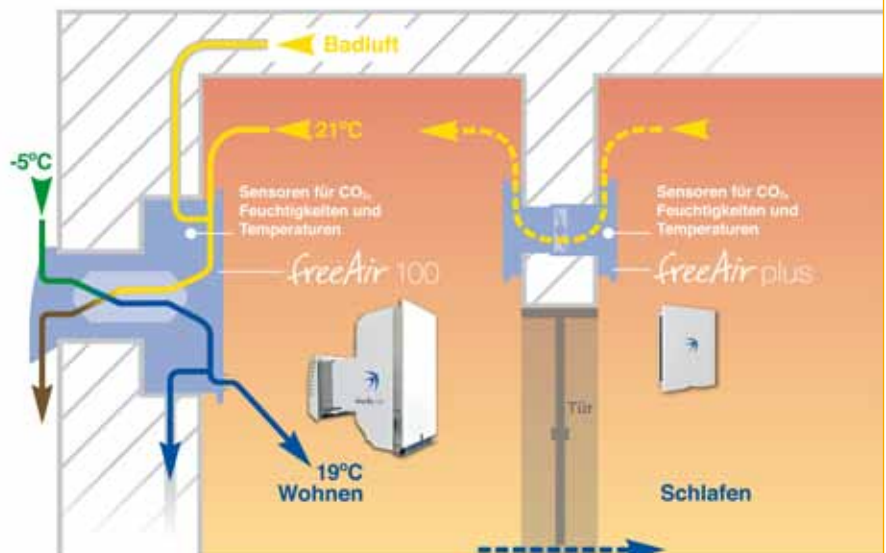 Badluft
21°C
-5°C
Sensoren für CO₂,
Feuchtigkeiten und
Temperaturen
freeAir 100
Sensoren für CO₂,
Feuchtigkeiten und
Temperaturen
freeAir plus
Tür
19°C
Wohnen
Schlafen